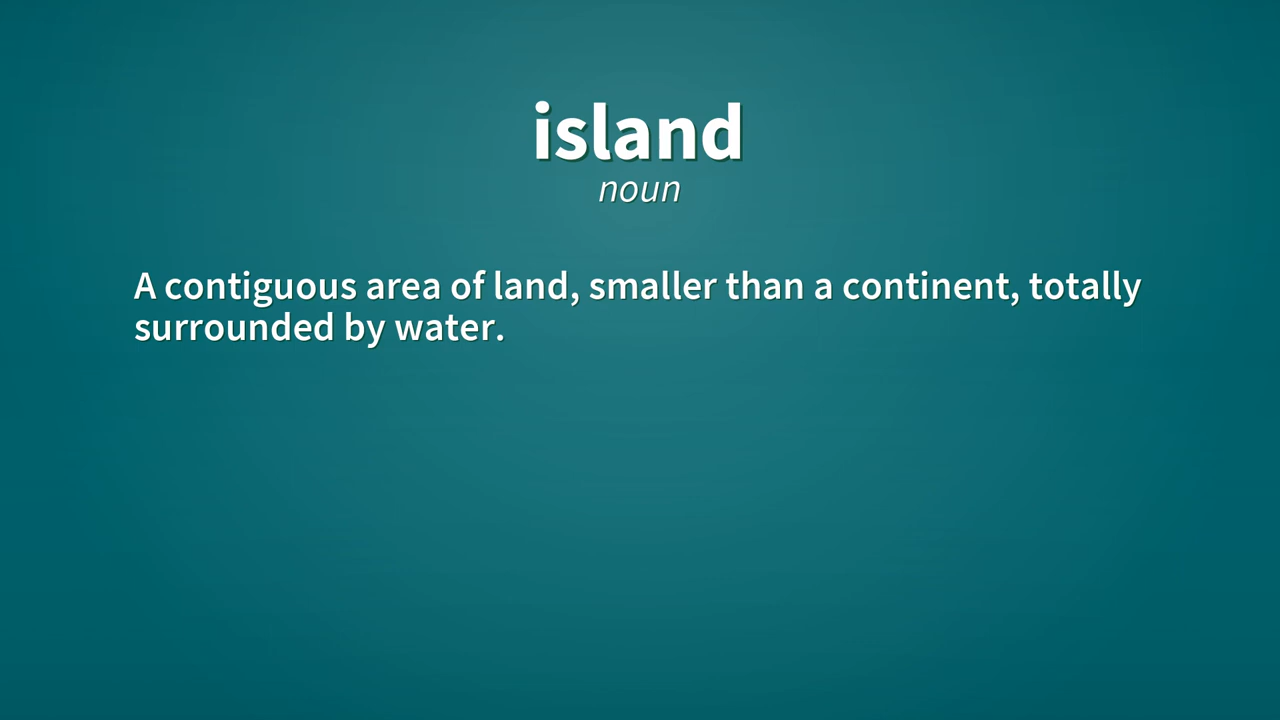 island
noun
A contiguous area of land, smaller than a continent, totally
surrounded by water.